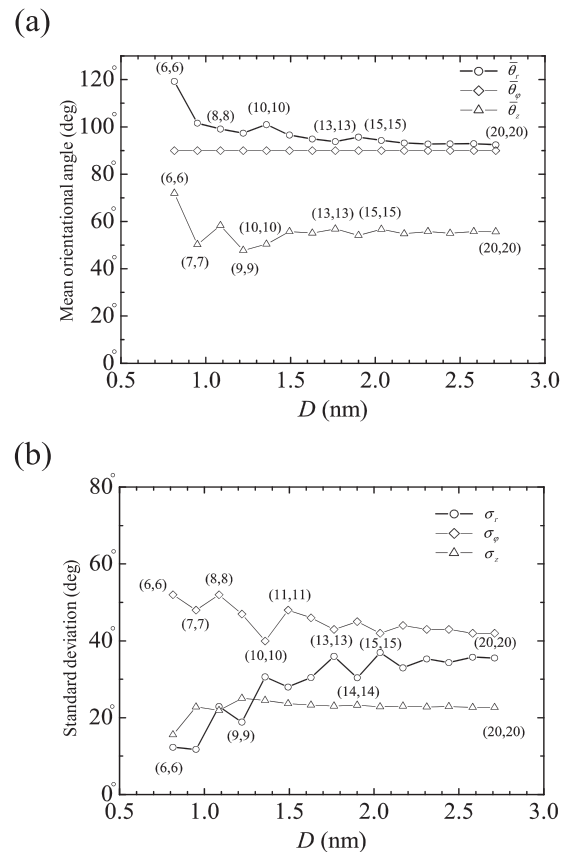 (a)
120°
100°
80°
60°
40°
20°
0°
Mean orientational angle (deg)
(6,6)
(8,8)
(10,10)
(13,13)
(15,15)
(20,20)
θ̄r
θ̄φ
θ̄z
(6,6)
(7,7)
(9,9)
(10,10)
(13,13)
(15,15)
(20,20)
0.5 1.0 1.5 2.0 2.5 3.0
D (nm)
(b)
80°
60°
40°
20°
0°
Standard deviation (deg)
σr
σφ
σz
(6,6)
(7,7)
(8,8)
(10,10)
(11,11)
(13,13)
(15,15)
(20,20)
(14,14)
(9,9)
(6,6)
(20,20)
0.5 1.0 1.5 2.0 2.5 3.0
D (nm)